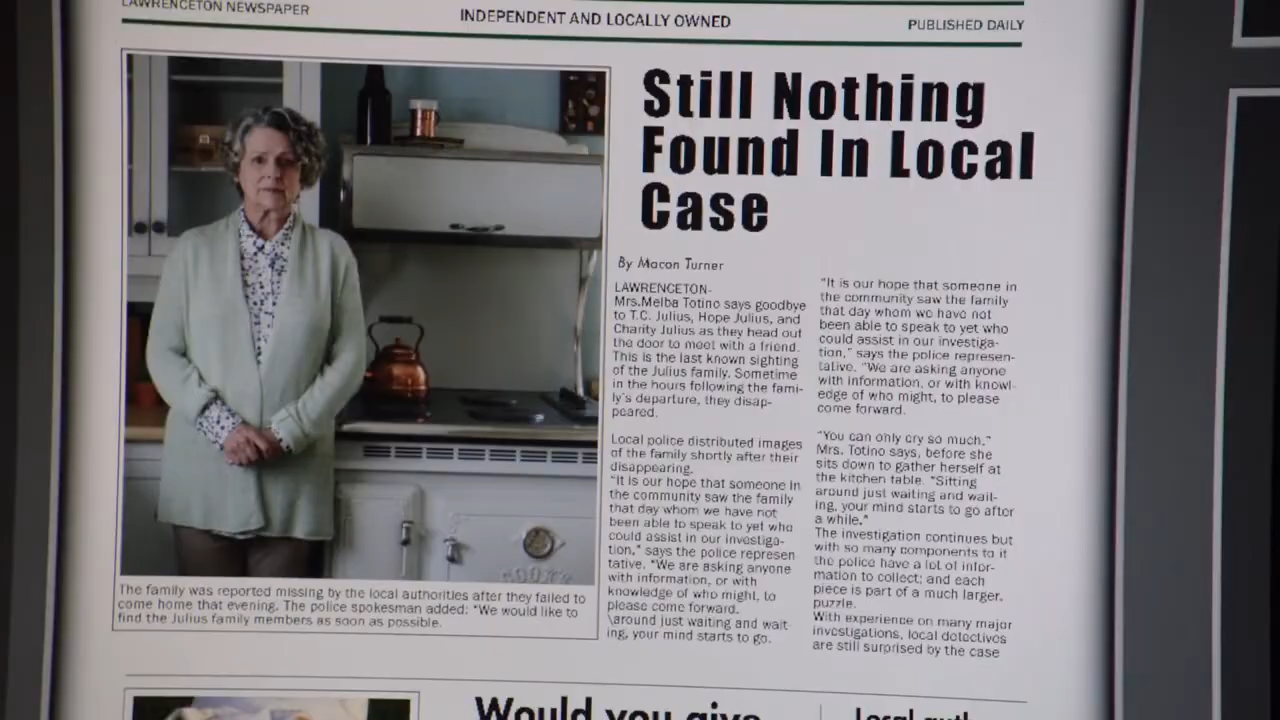 LAWRENCETON NEWSPAPER
INDEPENDENT AND LOCALLY OWNED
PUBLISHED DAILY
Still Nothing
Found In Local
Case
By Macon Turner
LAWRENCETON-
Mrs.Melba Totino says goodbye
to T.C. Julius, Hope Julius, and
Charity Julius as they head out
the door to meet with a friend.
This is the last known sighting
of the Julius family. Sometime
in the hours following the fami-
ly's departure, they disap-
peared.
Local police distributed images
of the family shortly after their
disappearing.
"It is our hope that someone in
the community saw the family
that day whom we have not
been able to speak to yet who
could assist in our investiga-
tion," says the police represen
tative. "We are asking anyone
with information, or with
knowledge of who might, to
please come forward.
\around just waiting and wait-
ing, your mind starts to go.
"It is our hope that someone in
the community saw the family
that day whom we have not
been able to speak to yet who
could assist in our investiga-
tion," says the police represen-
tative. "We are asking anyone
with information, or with knowl-
edge of who might, to please
come forward.
"You can only cry so much,"
Mrs. Totino says, before she
sits down to gather herself at
the kitchen table. "Sitting
around just waiting and wait-
ing, your mind starts to go after
a while."
The investigation continues but
with so many components to it
the police have a lot of infor-
mation to collect; and each
piece is part of a much larger,
puzzle.
With experience on many major
investigations, local detectives
are still surprised by the case
The family was reported missing by the local authorities after they failed to
come home that evening. The police spokesman added: "We would like to
find the Julius family members as soon as possible.
Would you give
Local auth